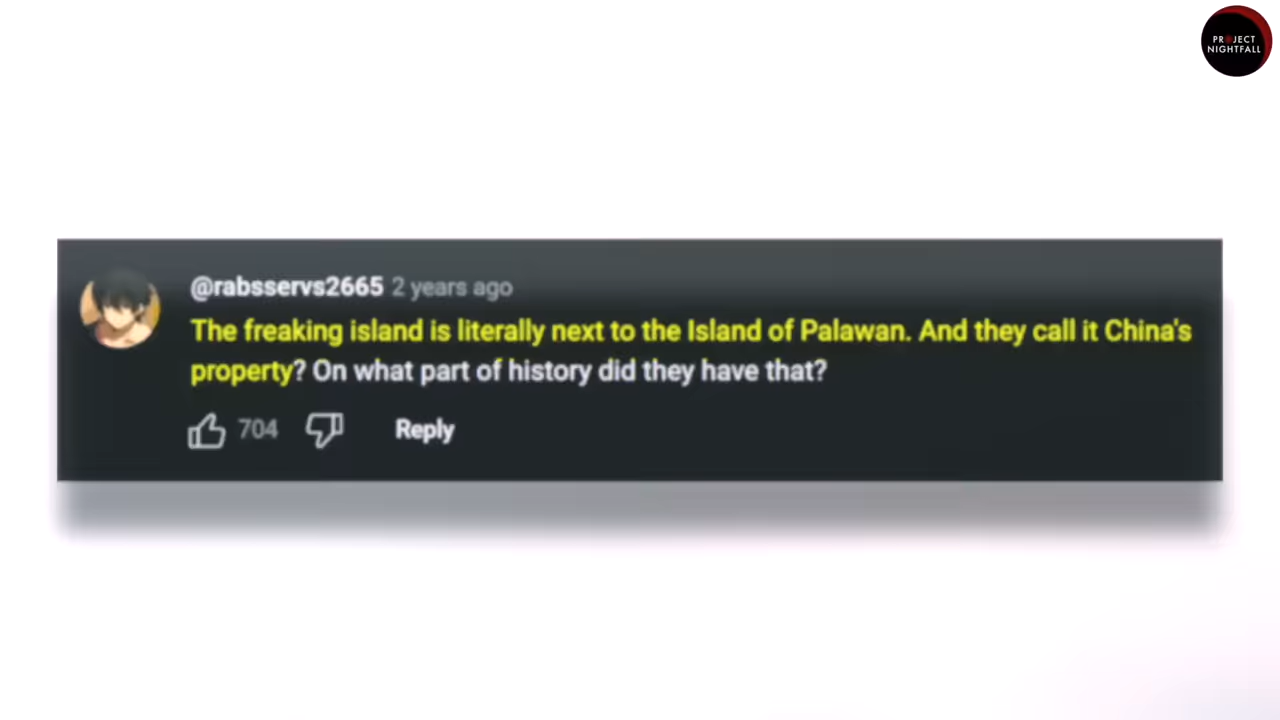 PROJECT
NIGHTFALL
@rabsservs2665 2 years ago
The freaking island is literally next to the Island of Palawan. And they call it China's
property? On what part of history did they have that?
704 Reply